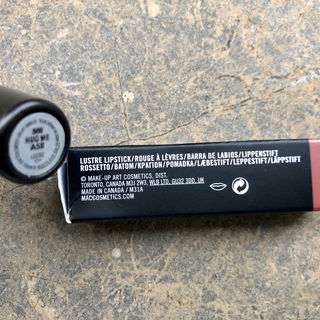 506
HUG ME
A58
LUSTRE
LUSTRE LIPSTICK/ROUGE À LÈVRES/BARRA DE LABIOS/LIPPENSTIFT
ROSSETTO/BATOM/ΚΡΑΓΙΟΝ/POMADKA/LÆBESTIFT/LEPPESTIFT/LÄPPSTIFT
© MAKE-UP ART COSMETICS, DIST.
TORONTO, CANADA M3J 2W3, WLB LTD, GU32 3DD, UK
MADE IN CANADA / M31A
MACCOSMETICS.COM